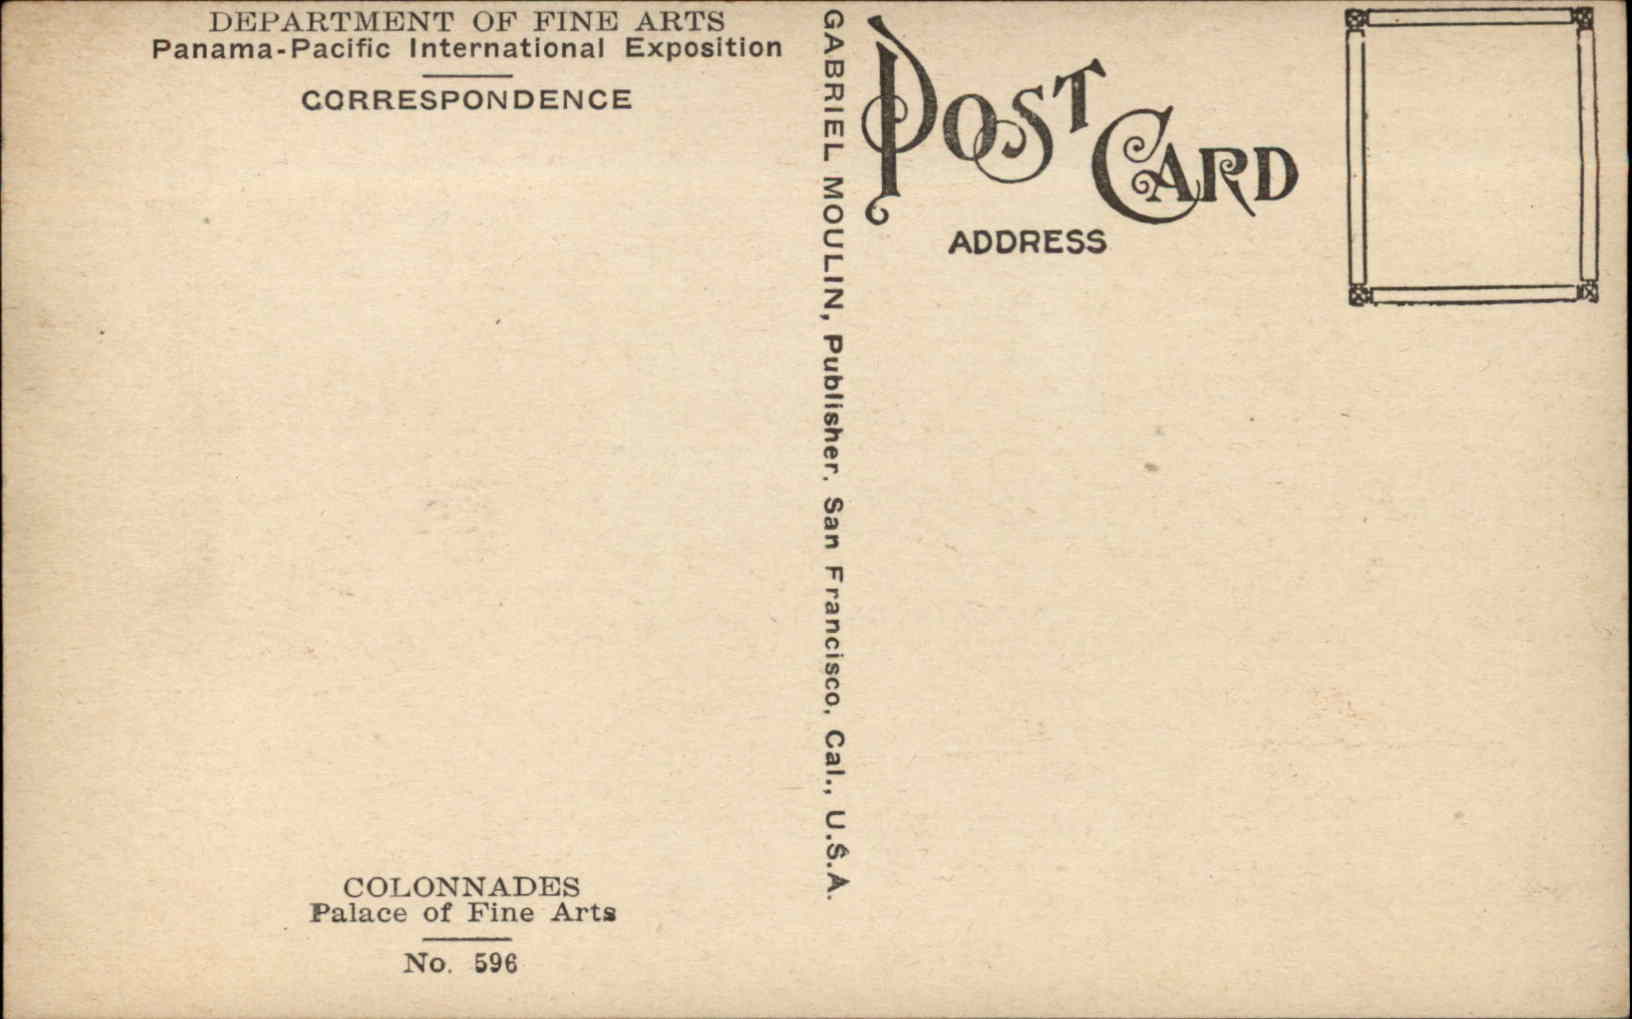 DEPARTMENT OF FINE ARTS
Panama-Pacific International Exposition
CORRESPONDENCE
COLONNADES
Palace of Fine Arts
No. 596
GABRIEL MOULIN, Publisher. San Francisco, Cal., U.S.A.
POST CARD
ADDRESS